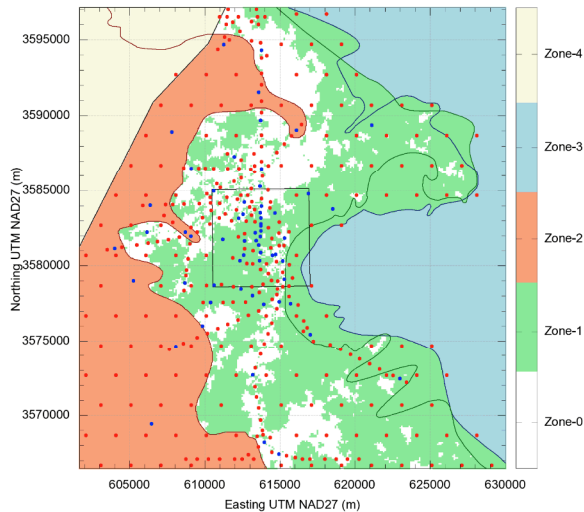 3595000
3590000
3585000
3580000
3575000
3570000
Northing UTM NAD27 (m)
605000
610000
615000
620000
625000
630000
Easting UTM NAD27 (m)
Zone-4
Zone-3
Zone-2
Zone-1
Zone-0